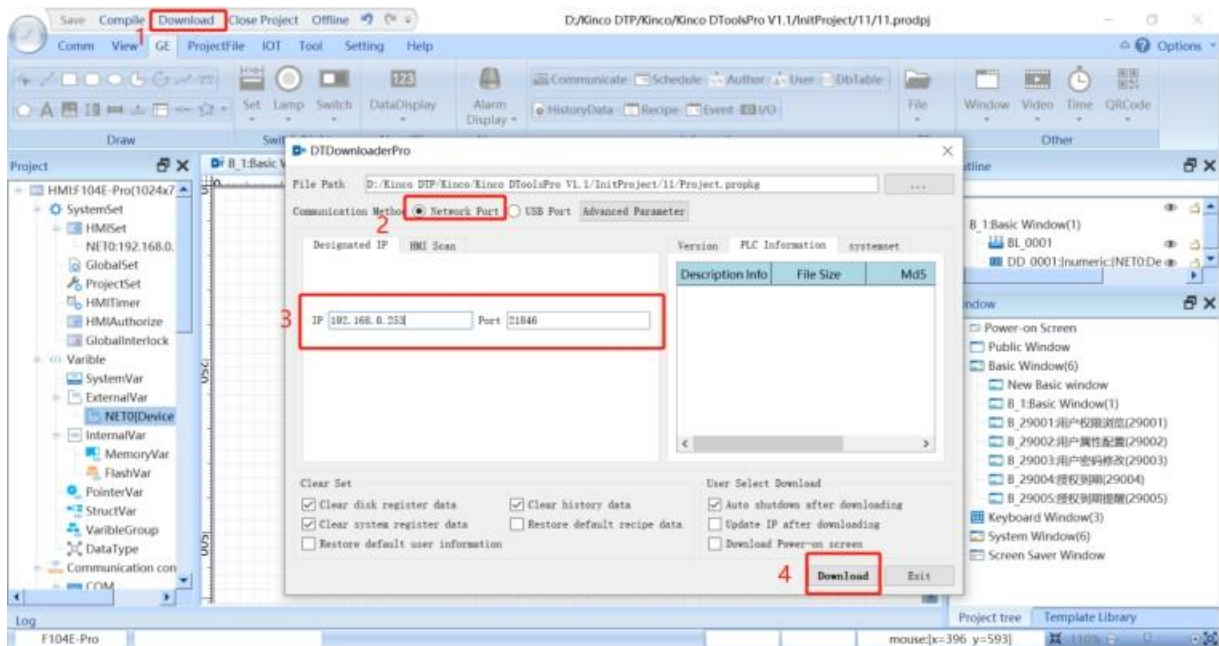 Save Compile Download Close Project Offline D:/Kinco DTP/Kinco/Kinco DToolsPro V1.1/InitProject/11/11.prodpj
1
Comm View GE ProjectFile IOT Tool Setting Help Options
Set Lamp Switch DataDisplay Alarm Display
Communicate Schedule Author User DbTable
HistoryData Recipe Event I/O
File Window Video Time QRCode
Draw Other
Project
HMI:F104E-Pro(1024x7
SystemSet
HMISet
NET0:192.168.0.
GlobalSet
ProjectSet
HMITimer
HMIAuthorize
GlobalInterlock
Varible
SystemVar
ExternalVar
NET0[Device
InternalVar
MemoryVar
FlashVar
PointerVar
StructVar
VaribleGroup
DataType
Communication con
COM
B_1:Basic
250
500
DTDownloaderPro
File Path D:/Kinco DTP/Kinco/Kinco DToolsPro V1.1/InitProject/11/Project.propkg ...
Communication Method Network Port USB Port Advanced Parameter
2
Designated IP HMI Scan
3
IP 192.168.0.253 Port 21846
Version PLC Information systemset
Description Info File Size Md5
Clear Set
Clear disk register data Clear history data
Clear system register data Restore default recipe data
Restore default user information
User Select Download
Auto shutdown after downloading
Update IP after downloading
Download Power-on screen
4
Download Exit
utline
B_1:Basic Window(1)
BL_0001
DD_0001:[numeric:[NET0:De
ndow
Power-on Screen
Public Window
Basic Window(6)
New Basic window
B_1:Basic Window(1)
B_29001:用户权限浏览(29001)
B_29002:用户属性配置(29002)
B_29003:用户密码修改(29003)
B_29004:授权到期(29004)
B_29005:授权到期提醒(29005)
Keyboard Window(3)
System Window(6)
Screen Saver Window
Project tree Template Library
Log
F104E-Pro mouse:[x=396 y=593] 110%